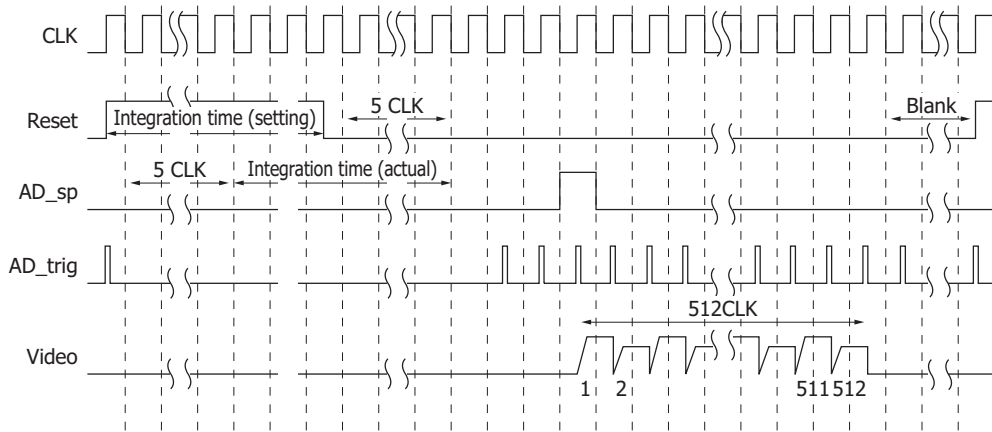 CLK
Reset
Integration time (setting)
5 CLK
Blank
5 CLK
Integration time (actual)
AD_sp
AD_trig
512CLK
Video
1
2
511
512